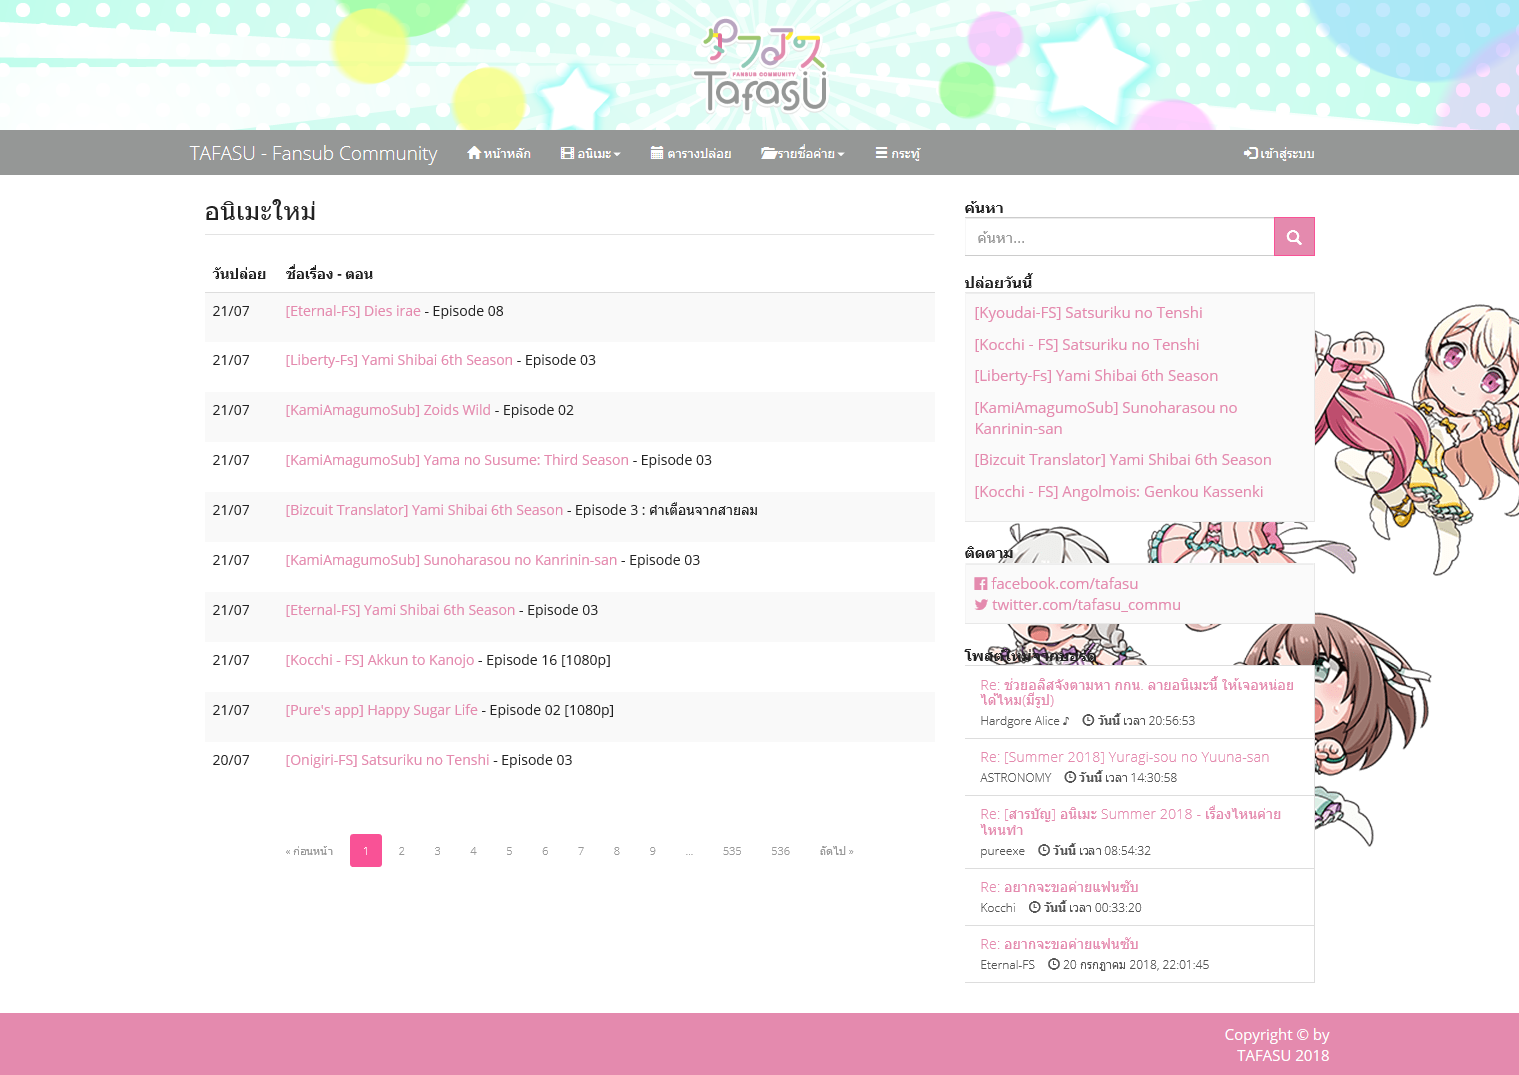 タファス
FANSUB COMMUNITY
Tafasu
TAFASU - Fansub Community
หน้าหลัก
อนิเมะ
ตารางปล่อย
รายชื่อค่าย
กระทู้
เข้าสู่ระบบ
อนิเมะใหม่
วันปล่อย ชื่อเรื่อง - ตอน
21/07 [Eternal-FS] Dies irae - Episode 08
21/07 [Liberty-Fs] Yami Shibai 6th Season - Episode 03
21/07 [KamiAmagumoSub] Zoids Wild - Episode 02
21/07 [KamiAmagumoSub] Yama no Susume: Third Season - Episode 03
21/07 [Bizcuit Translator] Yami Shibai 6th Season - Episode 3 : คำเตือนจากสายลม
21/07 [KamiAmagumoSub] Sunoharasou no Kanrinin-san - Episode 03
21/07 [Eternal-FS] Yami Shibai 6th Season - Episode 03
21/07 [Kocchi - FS] Akkun to Kanojo - Episode 16 [1080p]
21/07 [Pure's app] Happy Sugar Life - Episode 02 [1080p]
20/07 [Onigiri-FS] Satsuriku no Tenshi - Episode 03
« ก่อนหน้า 1 2 3 4 5 6 7 8 9 ... 535 536 ถัดไป »
ค้นหา
ค้นหา...
ปล่อยวันนี้
[Kyoudai-FS] Satsuriku no Tenshi
[Kocchi - FS] Satsuriku no Tenshi
[Liberty-Fs] Yami Shibai 6th Season
[KamiAmagumoSub] Sunoharasou no
Kanrinin-san
[Bizcuit Translator] Yami Shibai 6th Season
[Kocchi - FS] Angolmois: Genkou Kassenki
ติดตาม
facebook.com/tafasu
twitter.com/tafasu_commu
โพสต์ใหม่จากบอร์ด
Re: ช่วยอลิสจังตามหา กกน. ลายอนิเมะนี้ ให้เจอหน่อย
ได้ไหม(มีรูป)
Hardgore Alice ♪ วันนี้ เวลา 20:56:53
Re: [Summer 2018] Yuragi-sou no Yuuna-san
ASTRONOMY วันนี้ เวลา 14:30:58
Re: [สารบัญ] อนิเมะ Summer 2018 - เรื่องไหนค่าย
ไหนทำ
pureexe วันนี้ เวลา 08:54:32
Re: อยากจะขอค่ายแฟนซับ
Kocchi วันนี้ เวลา 00:33:20
Re: อยากจะขอค่ายแฟนซับ
Eternal-FS 20 กรกฎาคม 2018, 22:01:45
Copyright © by
TAFASU 2018